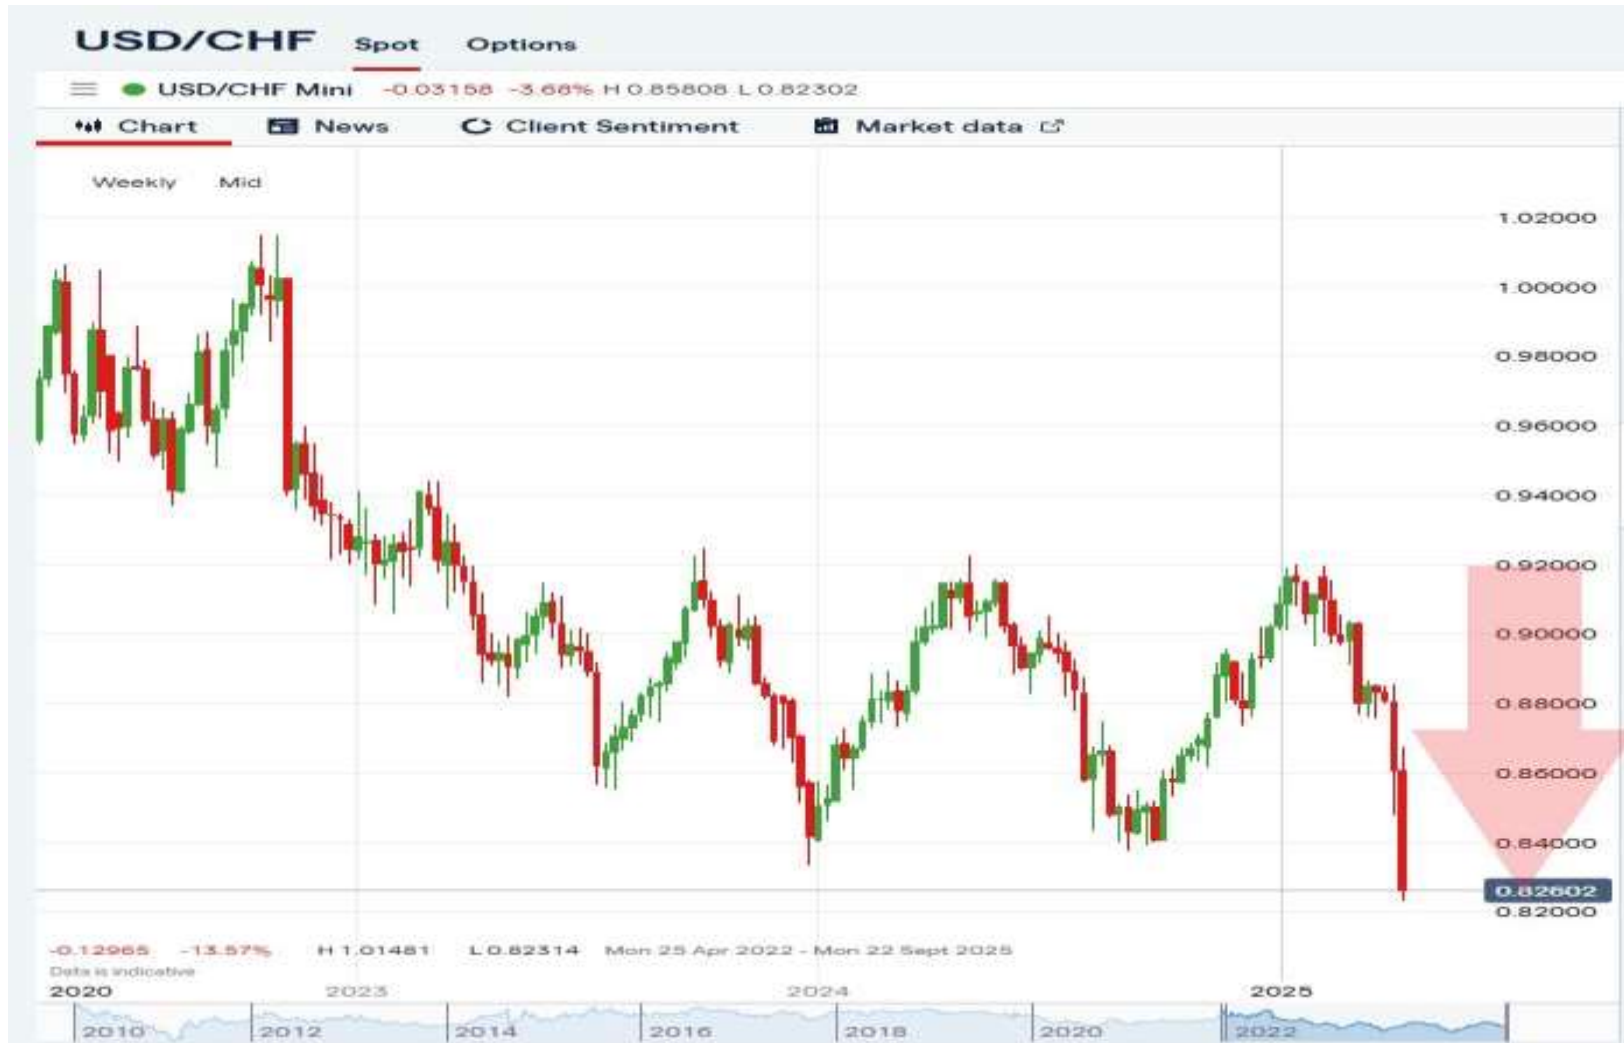 USD/CHF Spot Options
USD/CHF Mini -0.03158 -3.68% H 0.85808 L 0.82302
Chart News Client Sentiment Market data
Weekly Mid
1.02000
1.00000
0.98000
0.96000
0.94000
0.92000
0.90000
0.88000
0.86000
0.84000
0.82602
0.82000
-0.12965 -13.57% H 1.01481 L 0.82314 Mon 25 Apr 2022 - Mon 22 Sept 2025
Data is indicative
2020 2023 2024 2025
2010 2012 2014 2016 2018 2020 2022